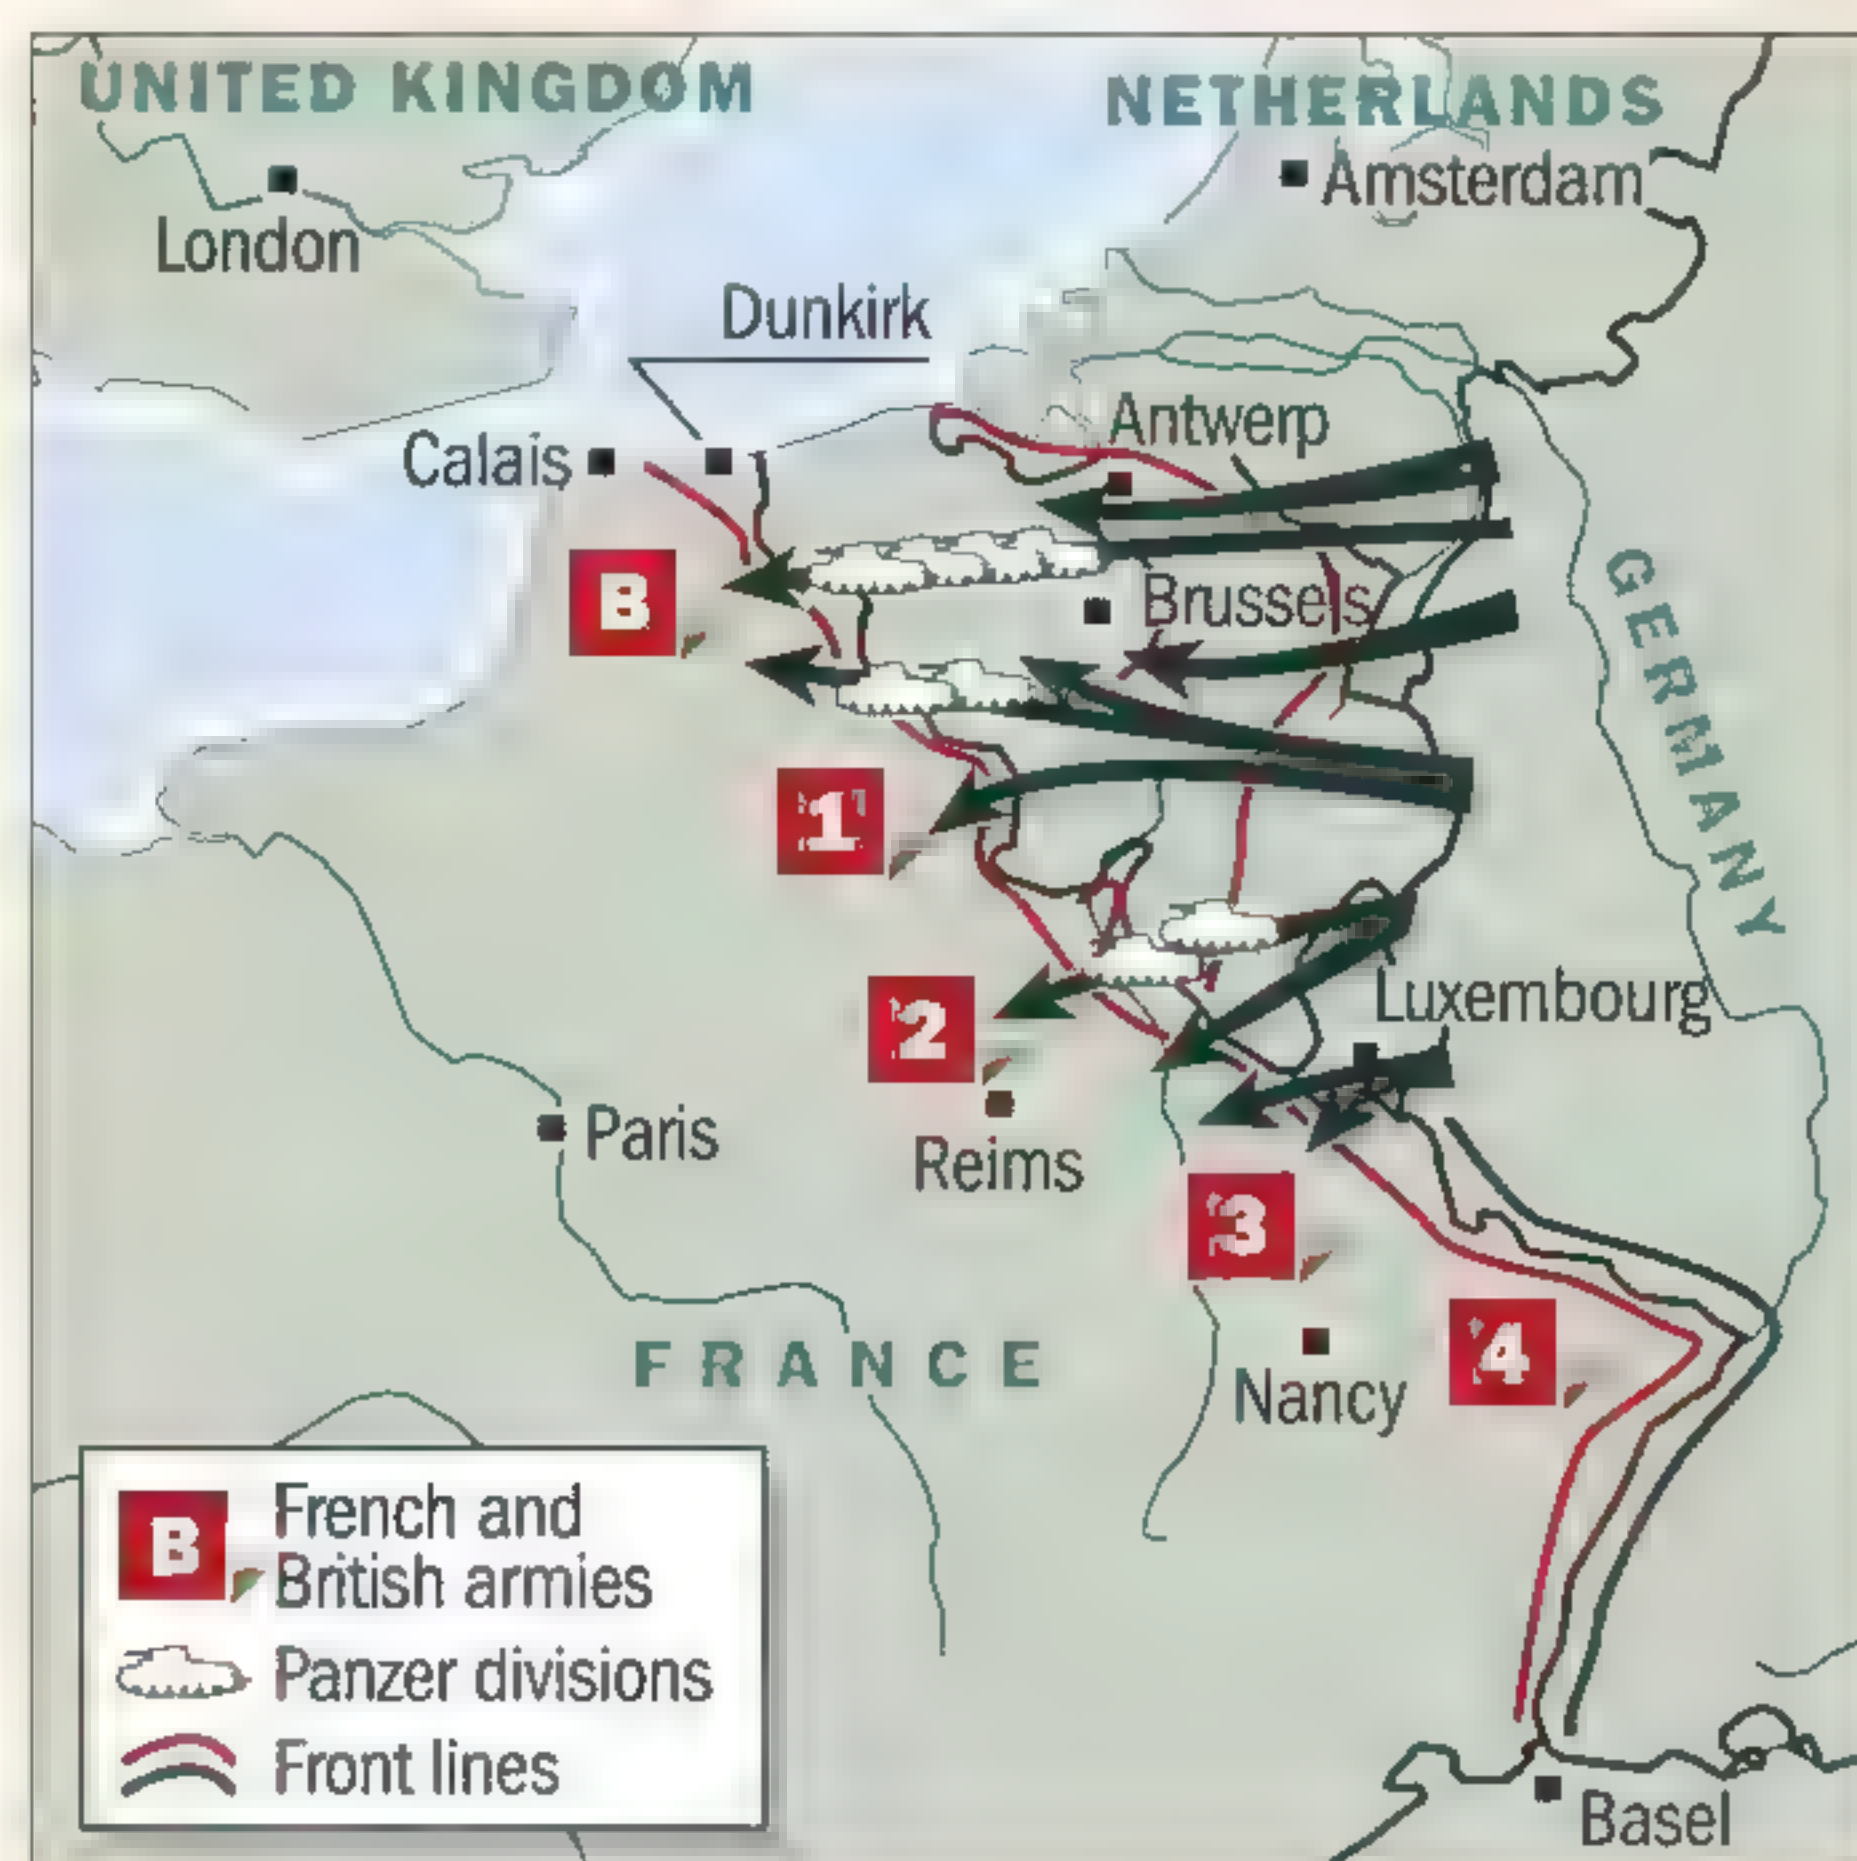 UNITED KINGDOM
NETHERLANDS
Amsterdam
London
Dunkirk
Antwerp
Calais
B
Brussels
GERMANY
1
2
Luxembourg
Paris
Reims
3
4
FRANCE
Nancy
B
French and
British armies
Panzer divisions
Front lines
Basel